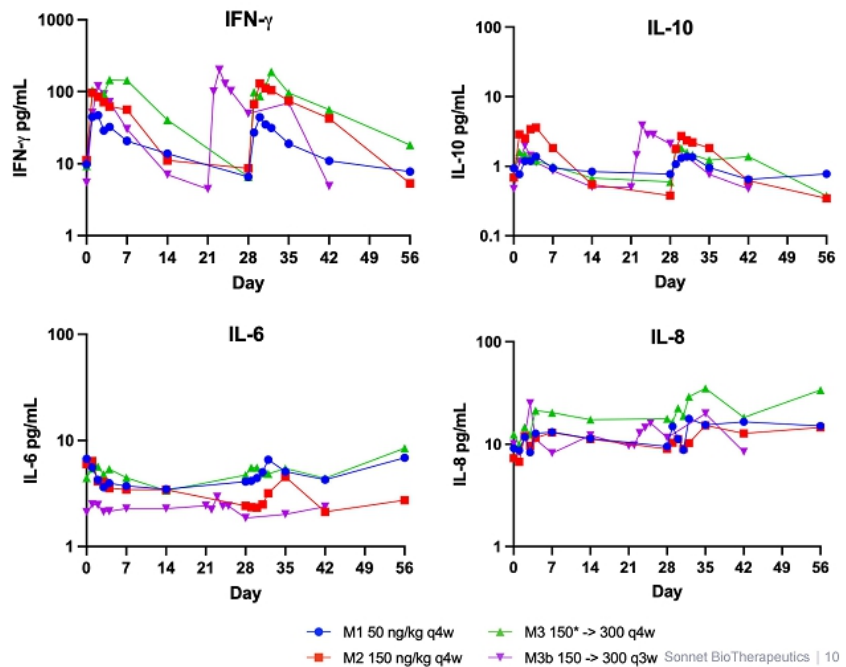 IFN-γ
1000
100
10
1
IFN-γ pg/mL
0 7 14 21 28 35 42 49 56
Day
IL-10
100
10
1
0.1
IL-10 pg/mL
0 7 14 21 28 35 42 49 56
Day
IL-6
100
10
1
IL-6 pg/mL
0 7 14 21 28 35 42 49 56
Day
IL-8
100
10
1
IL-8 pg/mL
0 7 14 21 28 35 42 49 56
Day
M1 50 ng/kg q4w
M2 150 ng/kg q4w
M3 150* -> 300 q4w
M3b 150 -> 300 q3w
Sonnet BioTherapeutics | 10